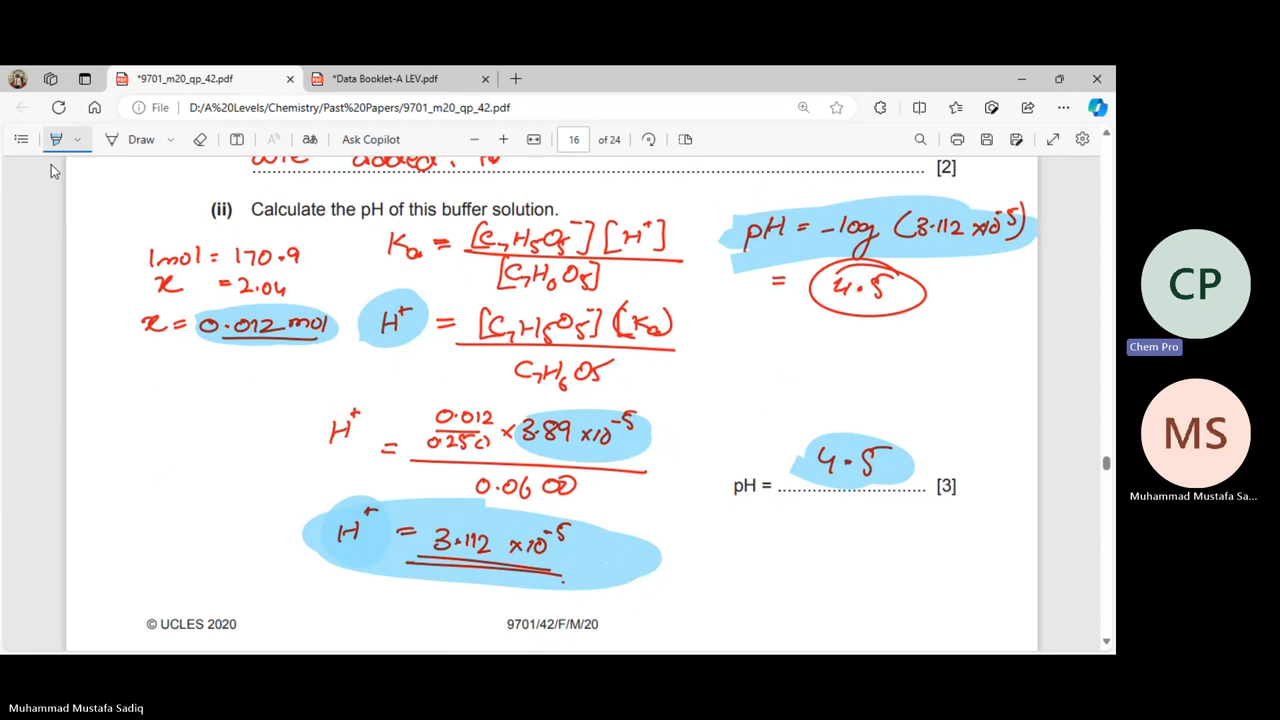 *9701_m20_qp_42.pdf
*Data Booklet-A LEV.pdf
File
D:/A%20Levels/Chemistry/Past%20Papers/9701_m20_qp_42.pdf
Draw
Ask Copilot
16 of 24
added.
[2]
(ii) Calculate the pH of this buffer solution.
1mol = 170.9
x = 2.04
x = 0.012 mol
Ka = [C7H5O5⁻] [H⁺]
[C7H6O5]
H⁺ = [C7H5O5⁻] (Ka)
C7H6O5
H⁺ = 0.012
0.250 × 3.89 ×10⁻⁵
0.0600
H⁺ = 3.112 ×10⁻⁵
pH = -log (3.112 ×10⁻⁵)
= 4.5
4.5
pH = .................................... [3]
© UCLES 2020
9701/42/F/M/20
CP
Chem Pro
MS
Muhammad Mustafa Sa...
Muhammad Mustafa Sadiq